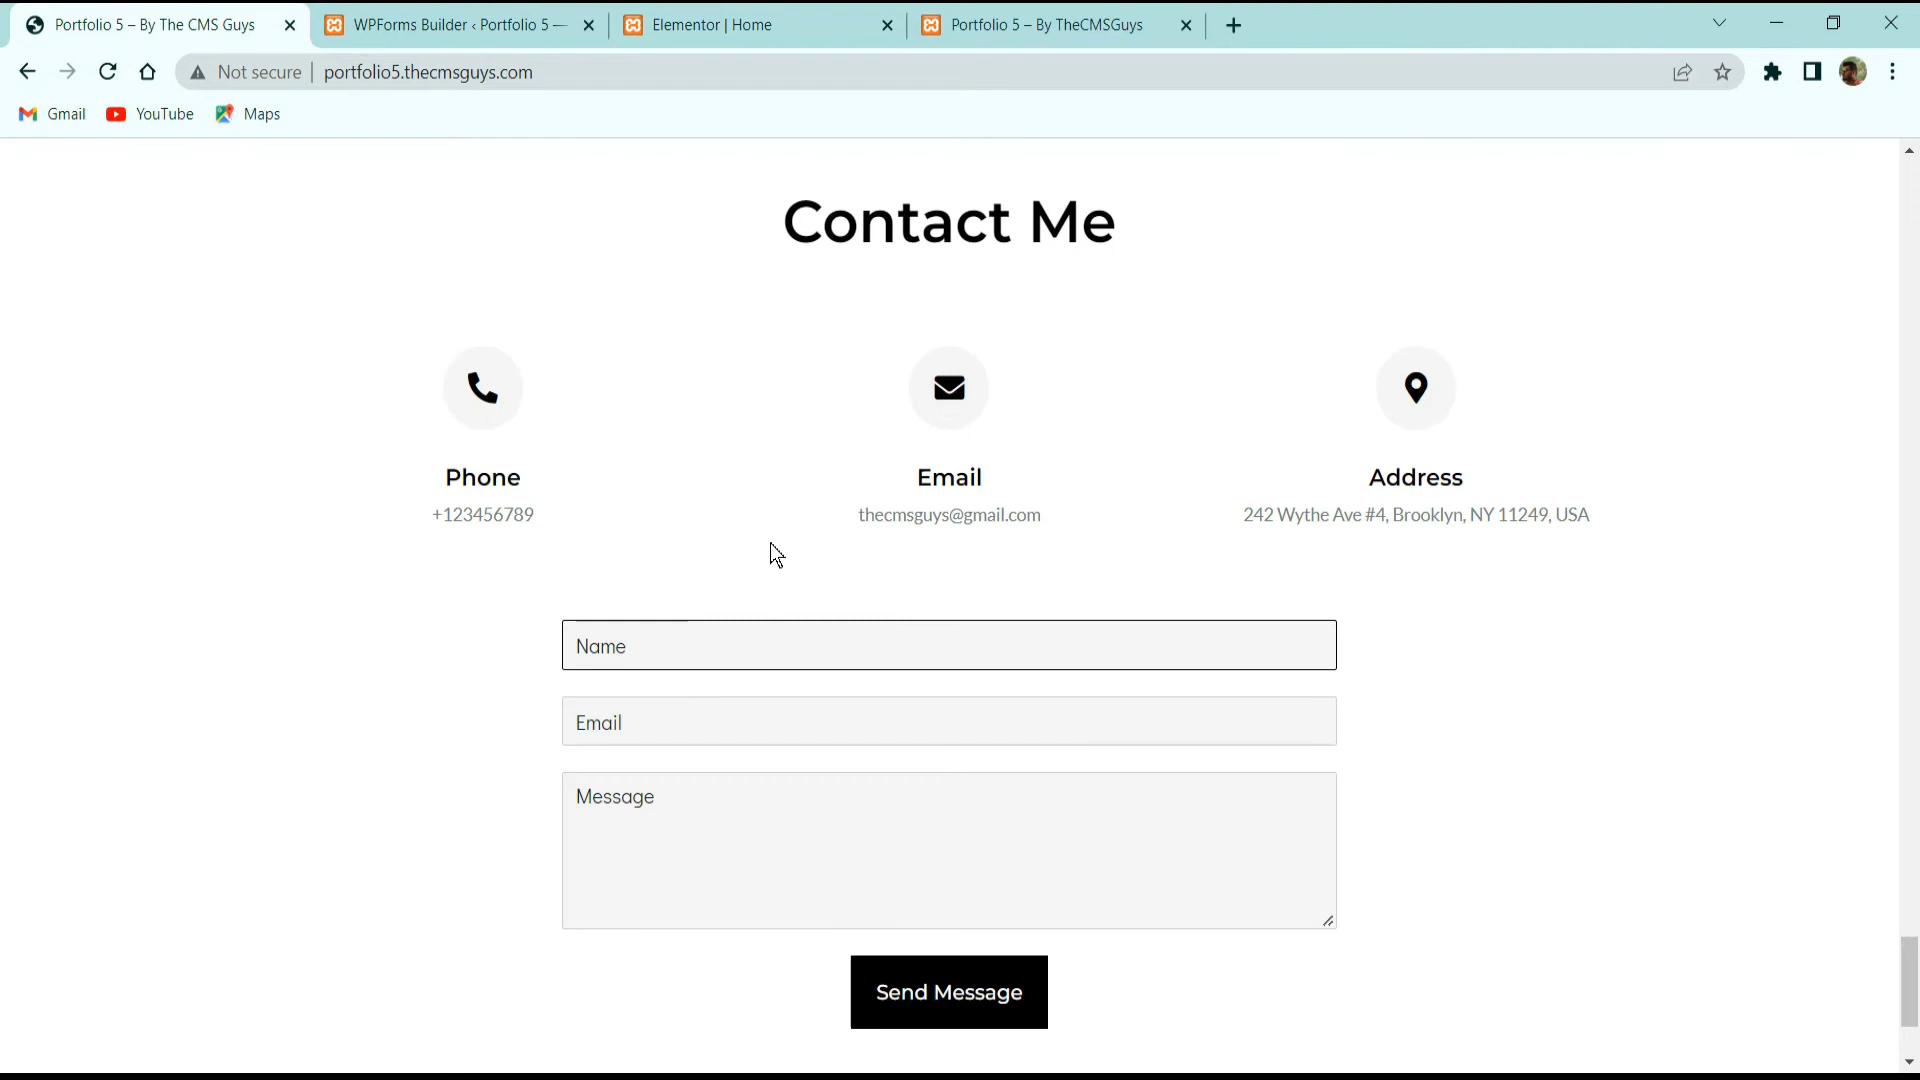 Portfolio 5 – By The CMS Guys
WPForms Builder ‹ Portfolio 5 —
Elementor | Home
Portfolio 5 – By TheCMSGuys
Not secure
portfolio5.thecmsguys.com
Gmail
YouTube
Maps
Contact Me
Phone
+123456789
Email
thecmsguys@gmail.com
Address
242 Wythe Ave #4, Brooklyn, NY 11249, USA
Name
Email
Message
Send Message